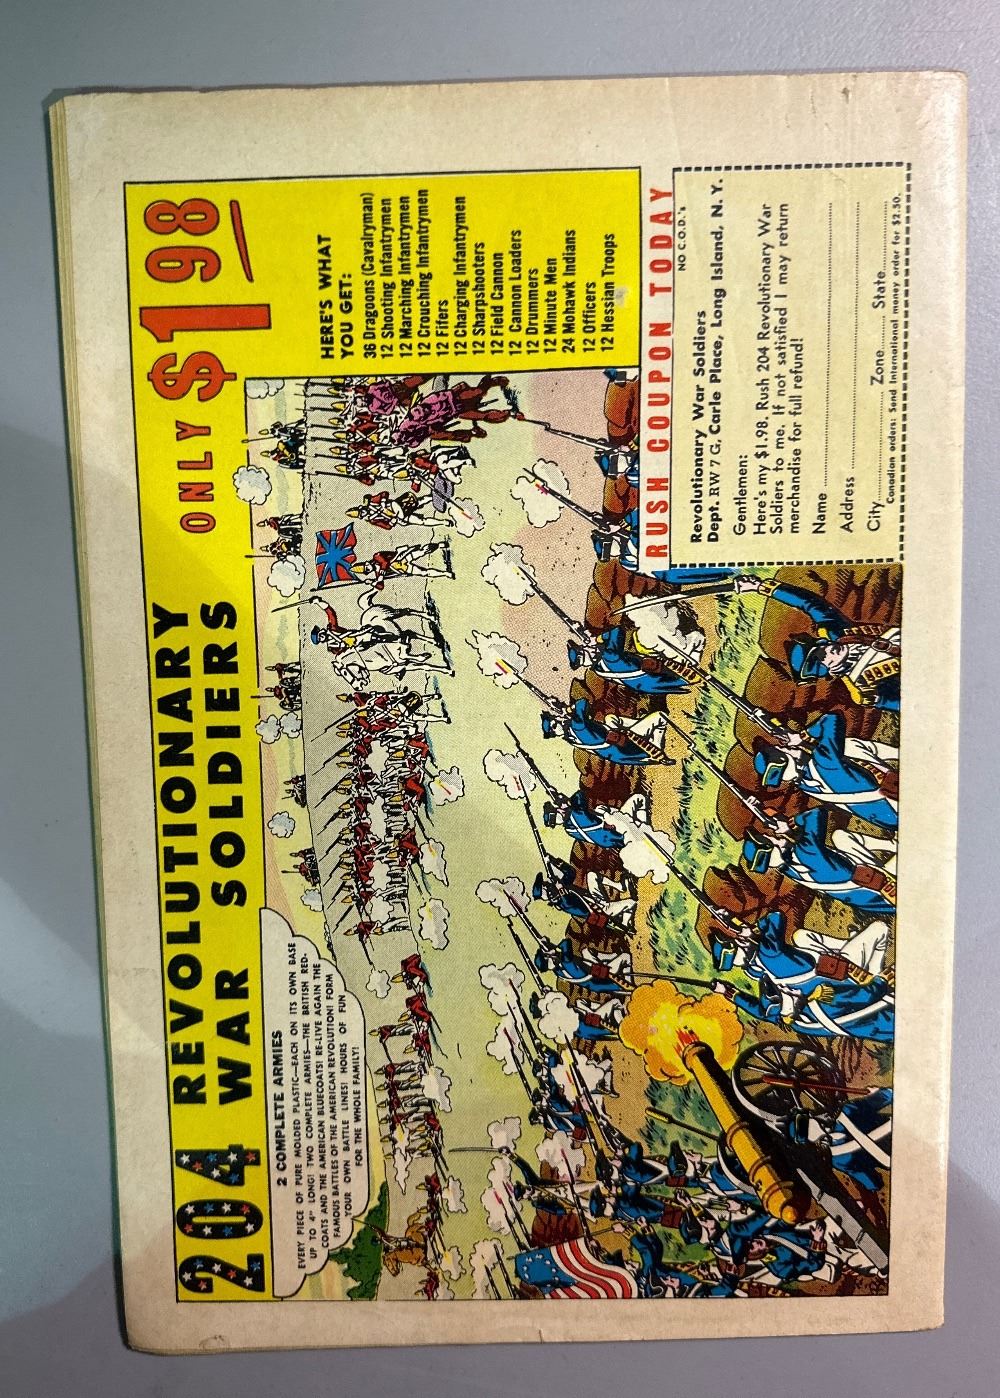 204 REVOLUTIONARY
WAR SOLDIERS
ONLY $1 98
2 COMPLETE ARMIES
EVERY PIECE OF PURE MOLDED PLASTIC—EACH ON ITS OWN BASE
UP TO 4" LONG! TWO COMPLETE ARMIES—THE BRITISH RED-
COATS AND THE AMERICAN BLUECOATS! RE-LIVE AGAIN THE
FAMOUS BATTLES OF THE AMERICAN REVOLUTION! FORM
YOUR OWN BATTLE LINES! HOURS OF FUN
FOR THE WHOLE FAMILY!
HERE'S WHAT
YOU GET:
36 Dragoons (Cavalryman)
12 Shooting Infantrymen
12 Marching Infantrymen
12 Crouching Infantrymen
12 Fifers
12 Charging Infantrymen
12 Sharpshooters
12 Field Cannon
12 Cannon Loaders
12 Drummers
12 Minute Men
24 Mohawk Indians
12 Officers
12 Hessian Troops
RUSH COUPON TODAY
NO C.O.D.'s
Revolutionary War Soldiers
Dept. RW 7 G, Carle Place, Long Island, N. Y.
Gentlemen:
Here's my $1.98. Rush 204 Revolutionary War
Soldiers to me. If not satisfied I may return
merchandise for full refund!
Name
Address
City Zone State
Canadian orders: Send International money order for $2.50.